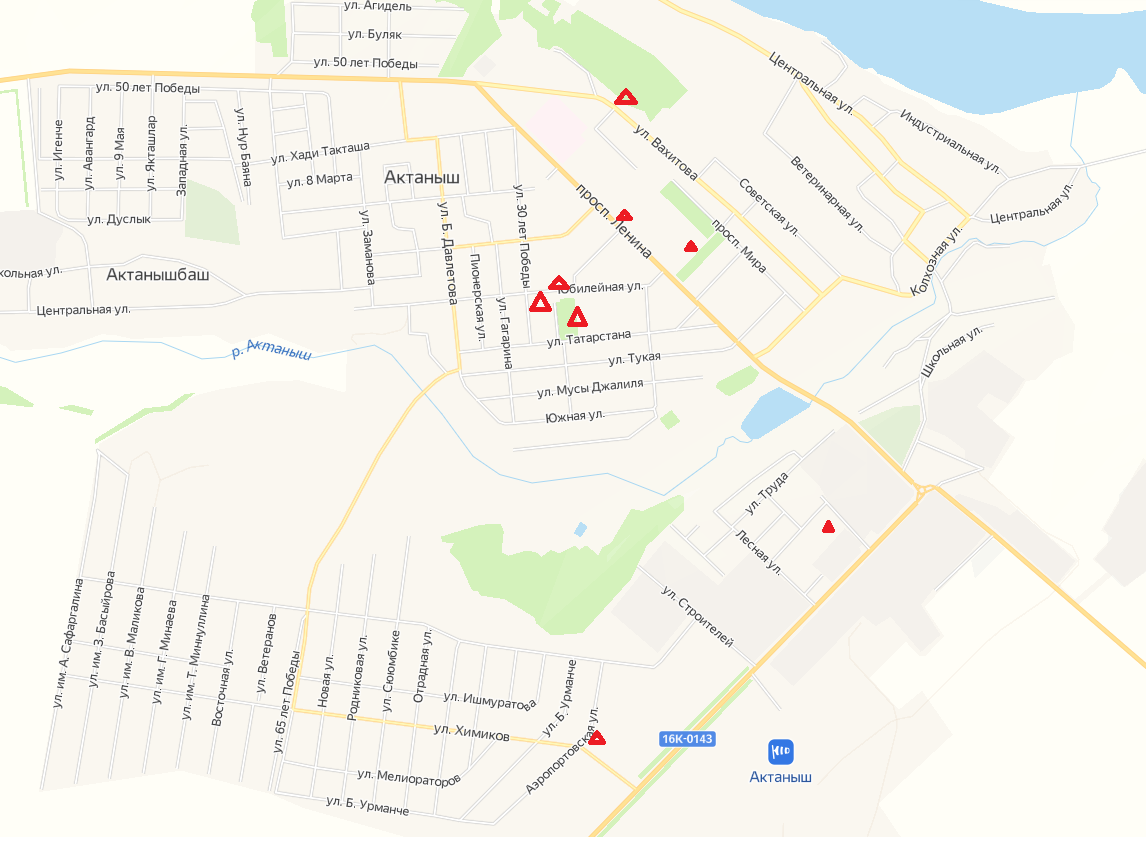 ул. Агидель
ул. Буляк
ул. 50 лет Победы
ул. 50 лет Победы
Центральная ул.
Индустриальная ул.
ул. Вахитова
ул. Игенче
ул. Авангард
ул. 9 Мая
ул. Якташлар
Западная ул.
ул. Нур Баяна
ул. Хади Такташа
ул. 8 Марта
Актаныш
Ветеринарная ул.
Советская ул.
просп. Мира
просп. Ленина
Центральная ул.
Колхозная ул.
ул. Дуслык
ул. Заманова
ул. Б. Давлетова
ул. 30 лет Победы
Пионерская ул.
ул. Гагарина
кольная ул.
Актанышбаш
Центральная ул.
Юбилейная ул.
ул. Татарстана
ул. Тукая
ул. Мусы Джалиля
Южная ул.
Школьная ул.
р. Актаныш
ул. Труда
Лесная ул.
ул. Строителей
ул. им. А. Сафаргалина
ул. им. З. Басыйрова
ул. им. В. Маликова
ул. им. Г. Минаева
ул. им. Т. Миннуллина
Восточная ул.
ул. Ветеранов
ул. 65 лет Победы
Новая ул.
Родниковая ул.
ул. Сююмбике
Отрадная ул.
ул. Ишмуратова
ул. Б. Урманче
ул. Химиков
Аэропортовская ул.
ул. Мелиораторов
ул. Б. Урманче
16К-0143
Актаныш